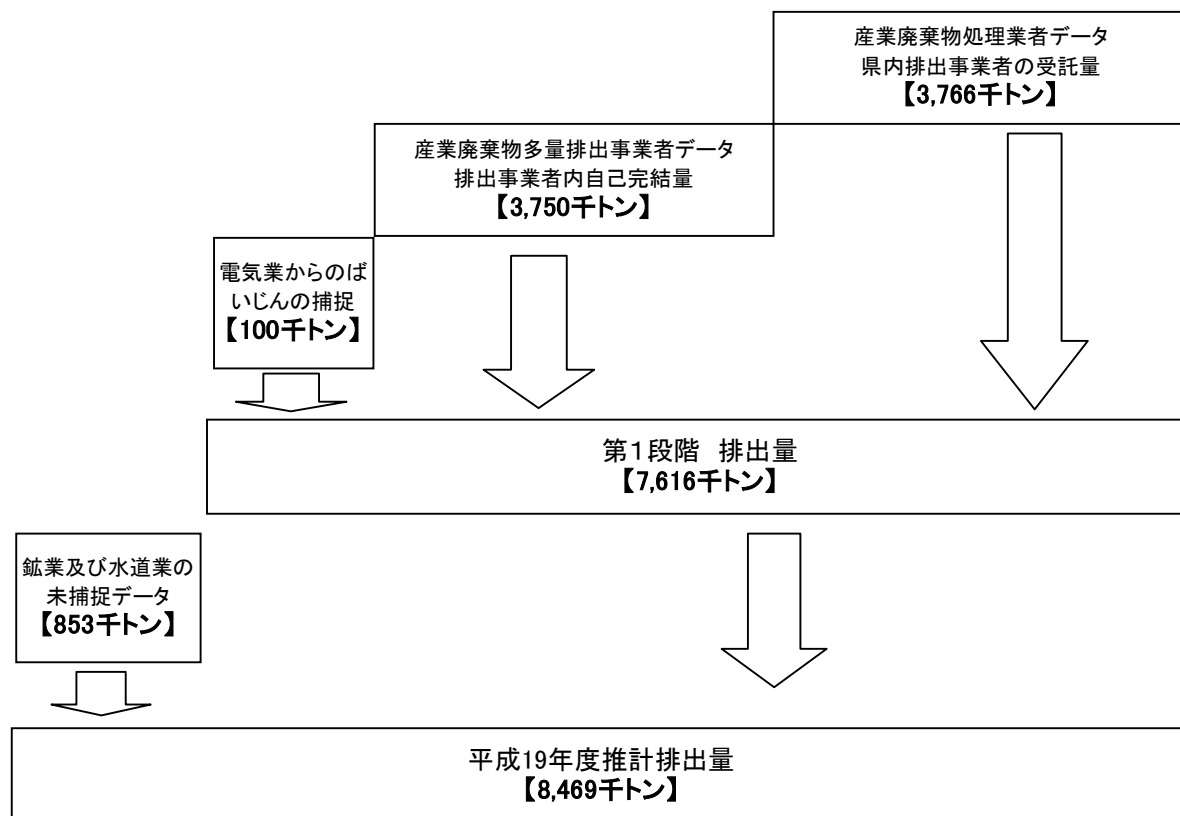 産業廃棄物処理業者データ
県内排出事業者の受託量
【3,766千トン】
産業廃棄物多量排出事業者データ
排出事業者内自己完結量
【3,750千トン】
電気業からのば
いじんの捕捉
【100千トン】
第1段階 排出量
【7,616千トン】
鉱業及び水道業の
未捕捉データ
【853千トン】
平成19年度推計排出量
【8,469千トン】